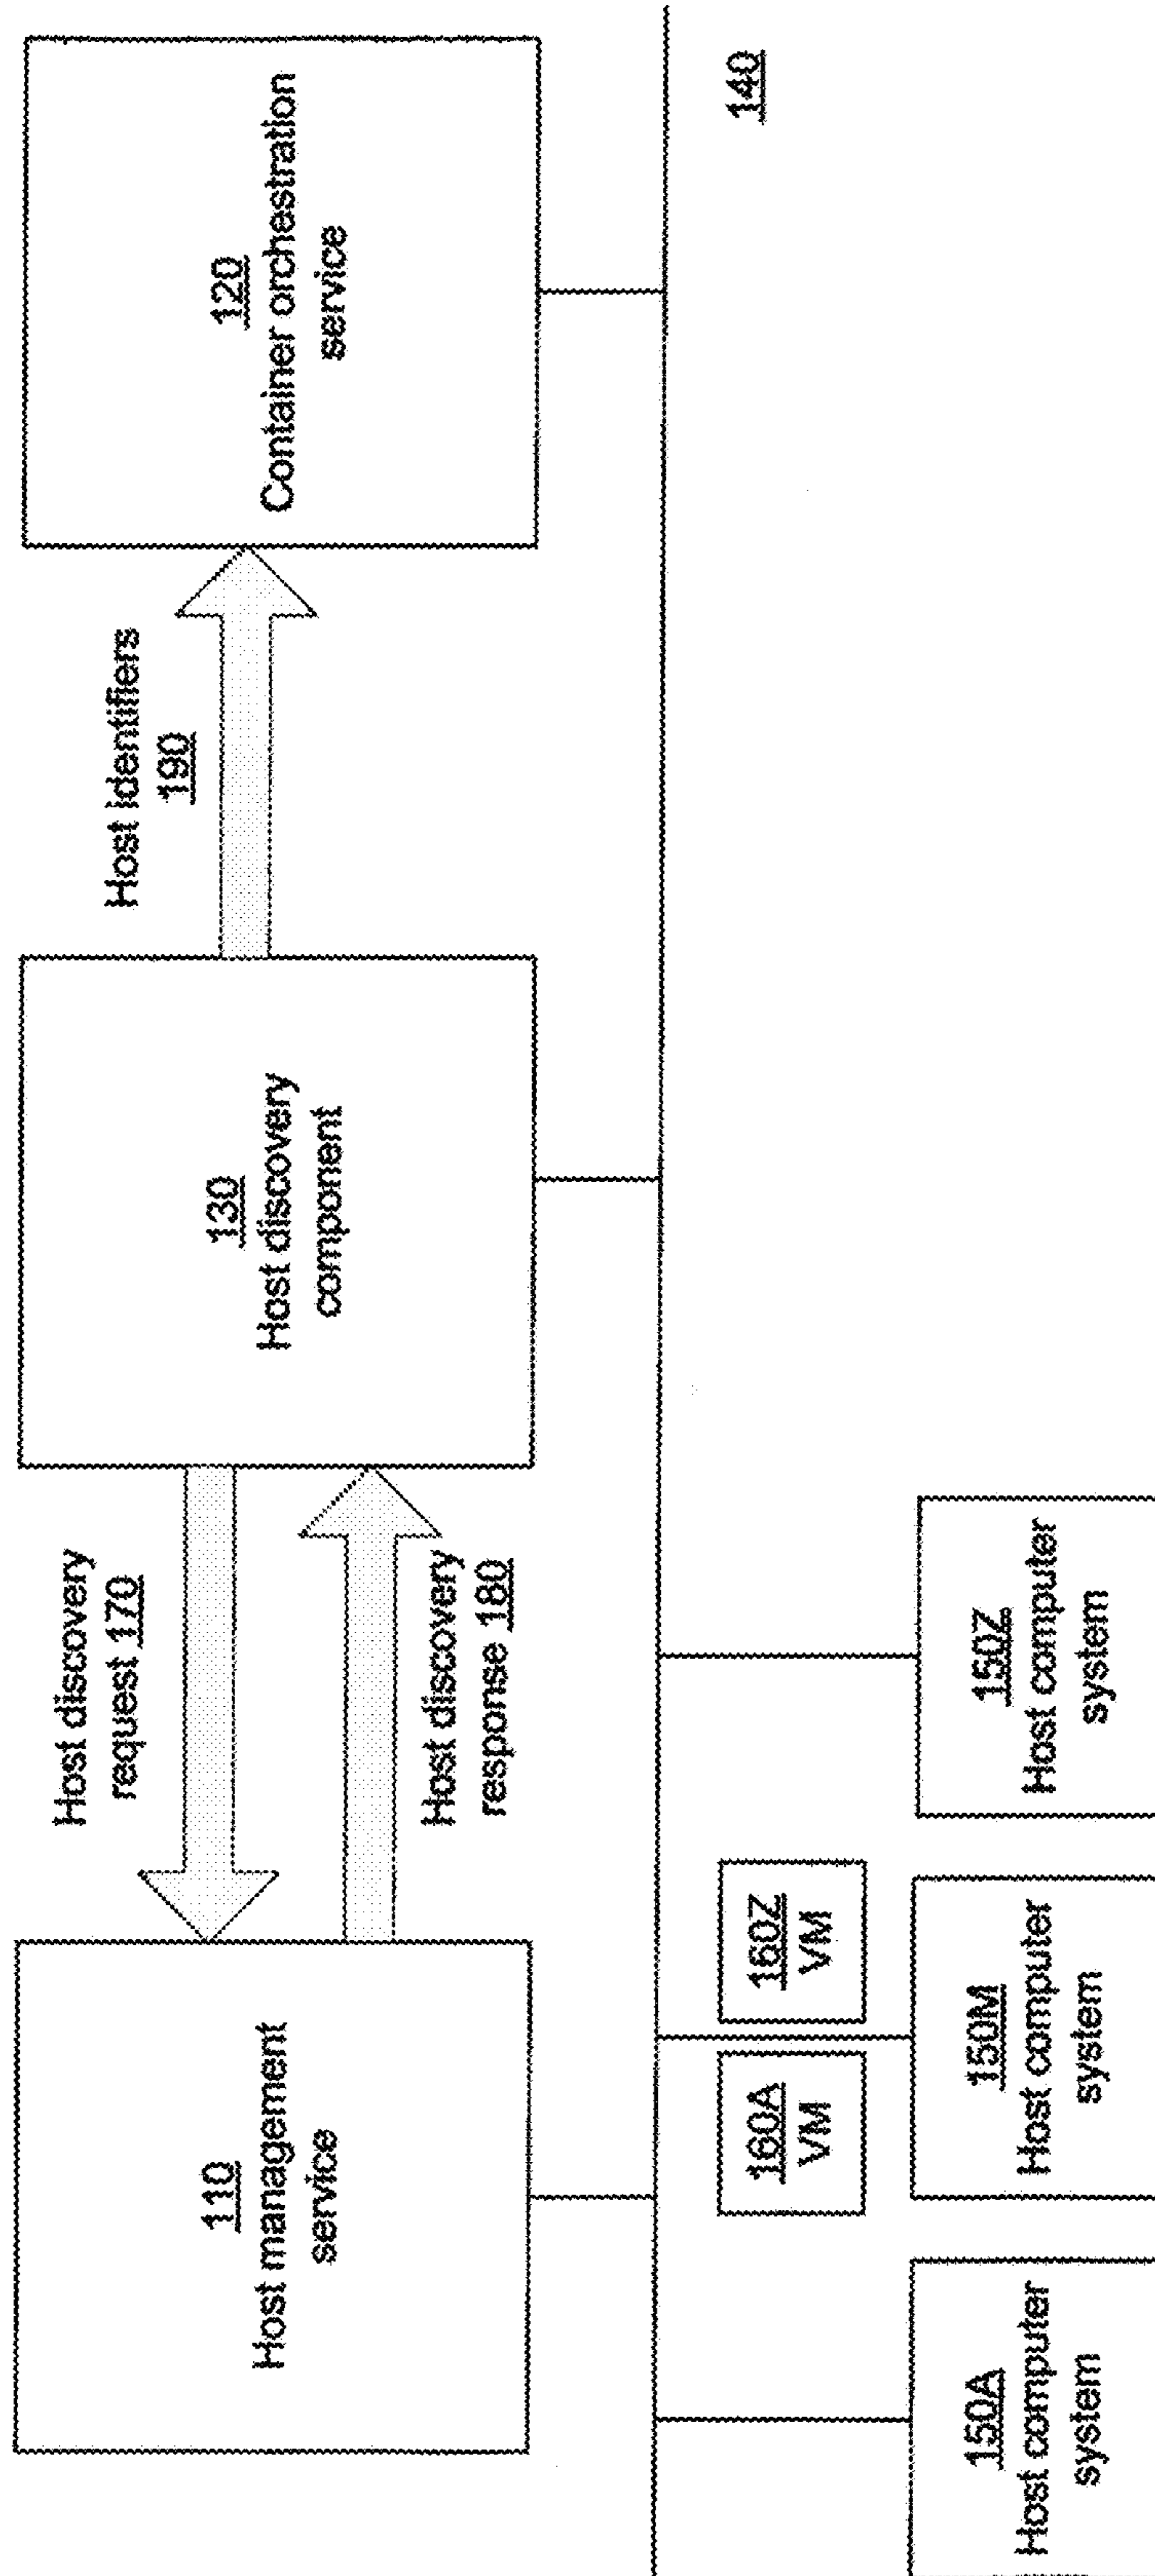 110
Host management
service
Host discovery
request 170
Host discovery
response 180
130
Host discovery
component
Host identifiers
190
120
Container orchestration
service
140
160A
VM
160Z
VM
150A
Host computer
system
150M
Host computer
system
150Z
Host computer
system